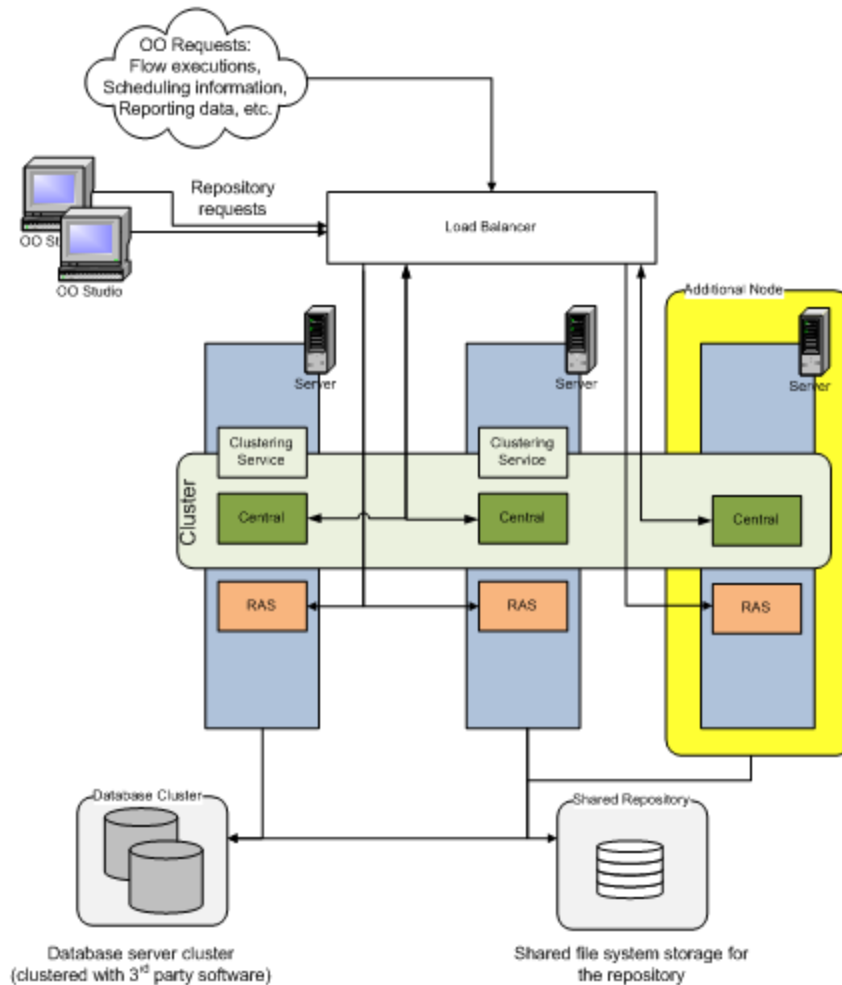 OO Requests:
Flow executions,
Scheduling information,
Reporting data, etc.
Repository
requests
Load Balancer
OO St
OO Studio
Additional Node
Server
Server
Server
Clustering
Service
Clustering
Service
Cluster
Central
Central
Central
RAS
RAS
RAS
Database Cluster
Shared Repository
Database server cluster
(clustered with 3rd party software)
Shared file system storage for
the repository